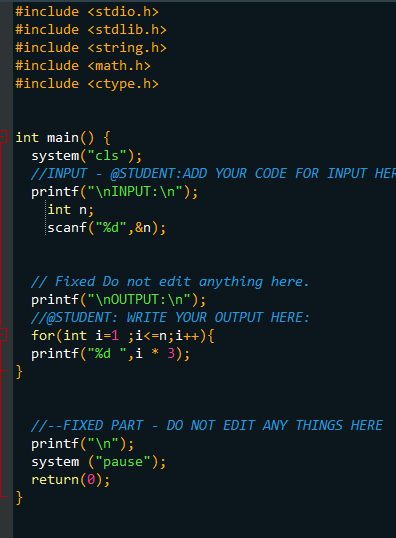 #include <stdio.h>
#include <stdlib.h>
#include <string.h>
#include <math.h>
#include <ctype.h>
int main() {
system("cls");
//INPUT - @STUDENT:ADD YOUR CODE FOR INPUT
printf("\nINPUT:\n");
int n;
scanf("%d",&n);
// Fixed Do not edit anything here.
printf("\nOUTPUT:\n");
//@STUDENT: WRITE YOUR OUTPUT HERE:
for(int i=1 ;i<=n;i++){
printf("%d ",i * 3);
}
//--FIXED PART - DO NOT EDIT ANY THINGS HERE
printf("\n");
system ("pause");
return(0);
}